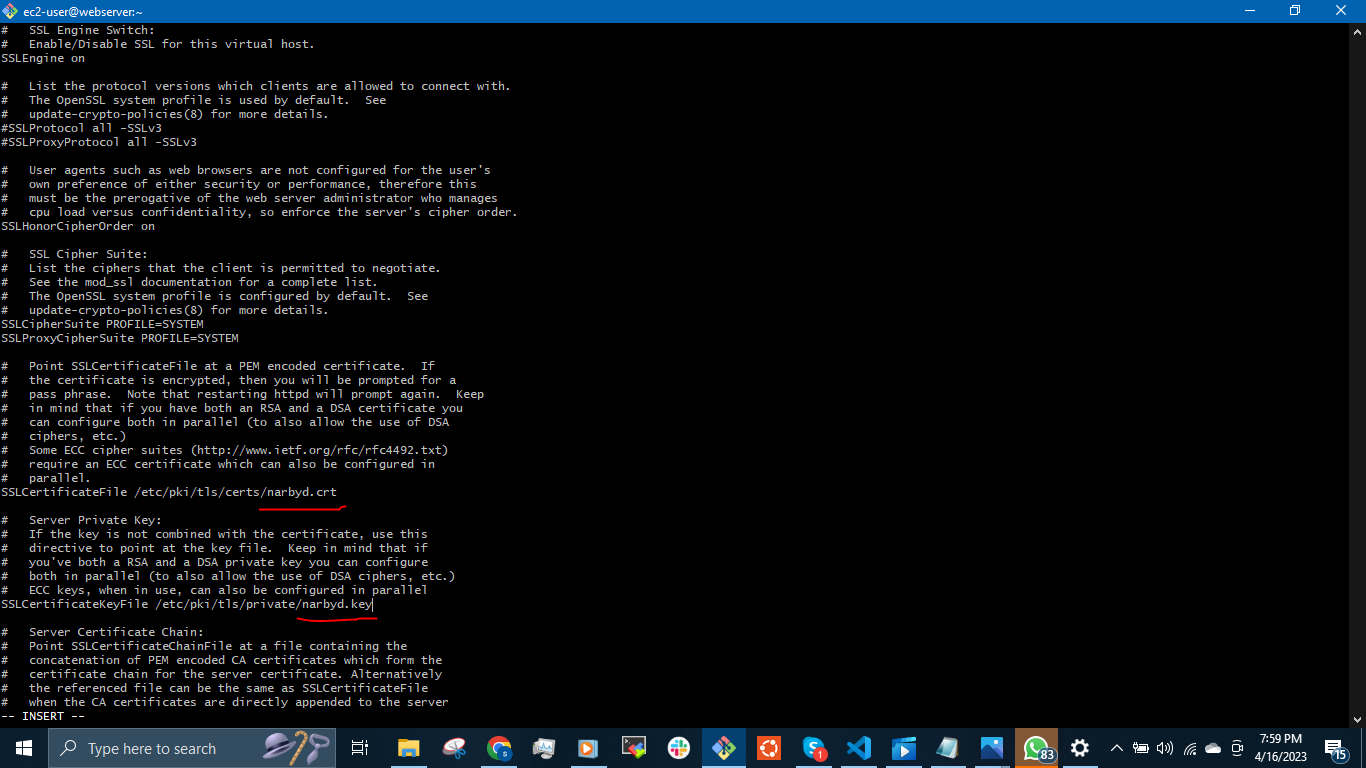 ec2-user@webserver:~
#   SSL Engine Switch:
#   Enable/Disable SSL for this virtual host.
SSLEngine on
#   List the protocol versions which clients are allowed to connect with.
#   The OpenSSL system profile is used by default.  See
#   update-crypto-policies(8) for more details.
#SSLProtocol all -SSLv3
#SSLProxyProtocol all -SSLv3
#   User agents such as web browsers are not configured for the user's
#   own preference of either security or performance, therefore this
#   must be the prerogative of the web server administrator who manages
#   cpu load versus confidentiality, so enforce the server's cipher order.
SSLHonorCipherOrder on
#   SSL Cipher Suite:
#   List the ciphers that the client is permitted to negotiate.
#   See the mod_ssl documentation for a complete list.
#   The OpenSSL system profile is configured by default.  See
#   update-crypto-policies(8) for more details.
SSLCipherSuite PROFILE=SYSTEM
SSLProxyCipherSuite PROFILE=SYSTEM
#   Point SSLCertificateFile at a PEM encoded certificate.  If
#   the certificate is encrypted, then you will be prompted for a
#   pass phrase.  Note that restarting httpd will prompt again.  Keep
#   in mind that if you have both an RSA and a DSA certificate you
#   can configure both in parallel (to also allow the use of DSA
#   ciphers, etc.)
#   Some ECC cipher suites (http://www.ietf.org/rfc/rfc4492.txt)
#   require an ECC certificate which can also be configured in
#   parallel.
SSLCertificateFile /etc/pki/tls/certs/narbyd.crt
#   Server Private Key:
#   If the key is not combined with the certificate, use this
#   directive to point at the key file.  Keep in mind that if
#   you've both a RSA and a DSA private key you can configure
#   both in parallel (to also allow the use of DSA ciphers, etc.)
#   ECC keys, when in use, can also be configured in parallel
SSLCertificateKeyFile /etc/pki/tls/private/narbyd.key
#   Server Certificate Chain:
#   Point SSLCertificateChainFile at a file containing the
#   concatenation of PEM encoded CA certificates which form the
#   certificate chain for the server certificate. Alternatively
#   the referenced file can be the same as SSLCertificateFile
#   when the CA certificates are directly appended to the server
-- INSERT --
Type here to search
1
83
7:59 PM
4/16/2023
15